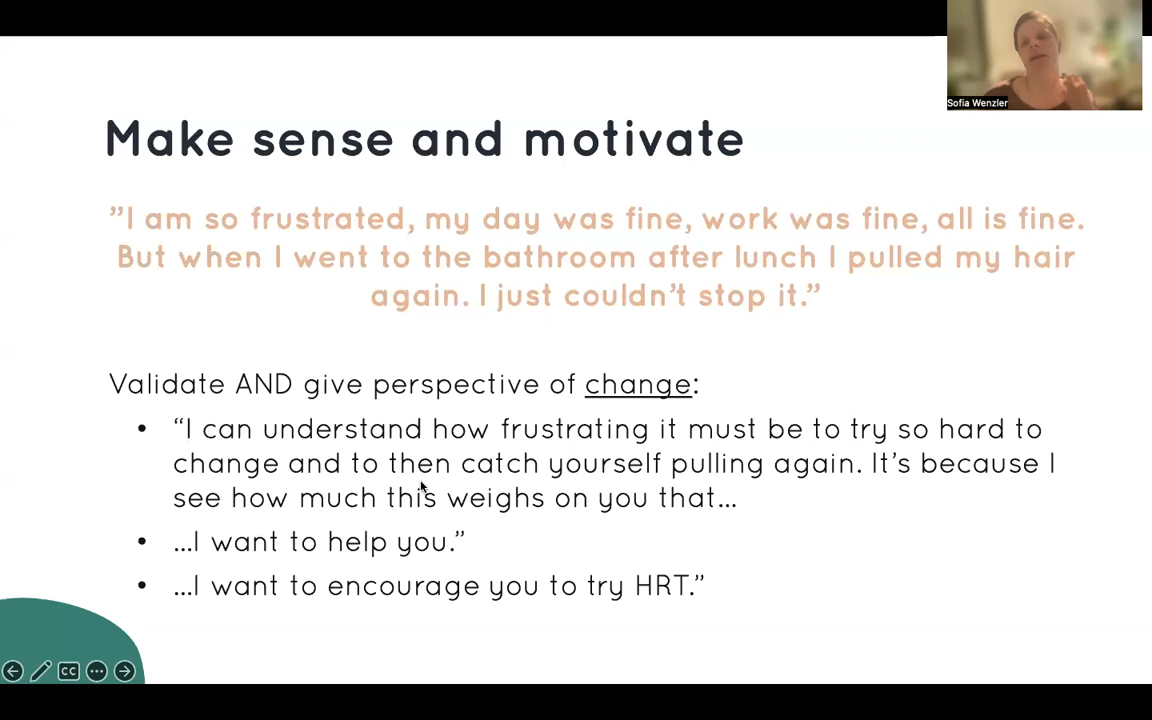 Sofia Wenzler
Make sense and motivate
”I am so frustrated, my day was fine, work was fine, all is fine.
But when I went to the bathroom after lunch I pulled my hair
again. I just couldn’t stop it.”
Validate AND give perspective of change:
• “I can understand how frustrating it must be to try so hard to
change and to then catch yourself pulling again. It’s because I
see how much this weighs on you that...
• ...I want to help you.”
• ...I want to encourage you to try HRT.”
CC